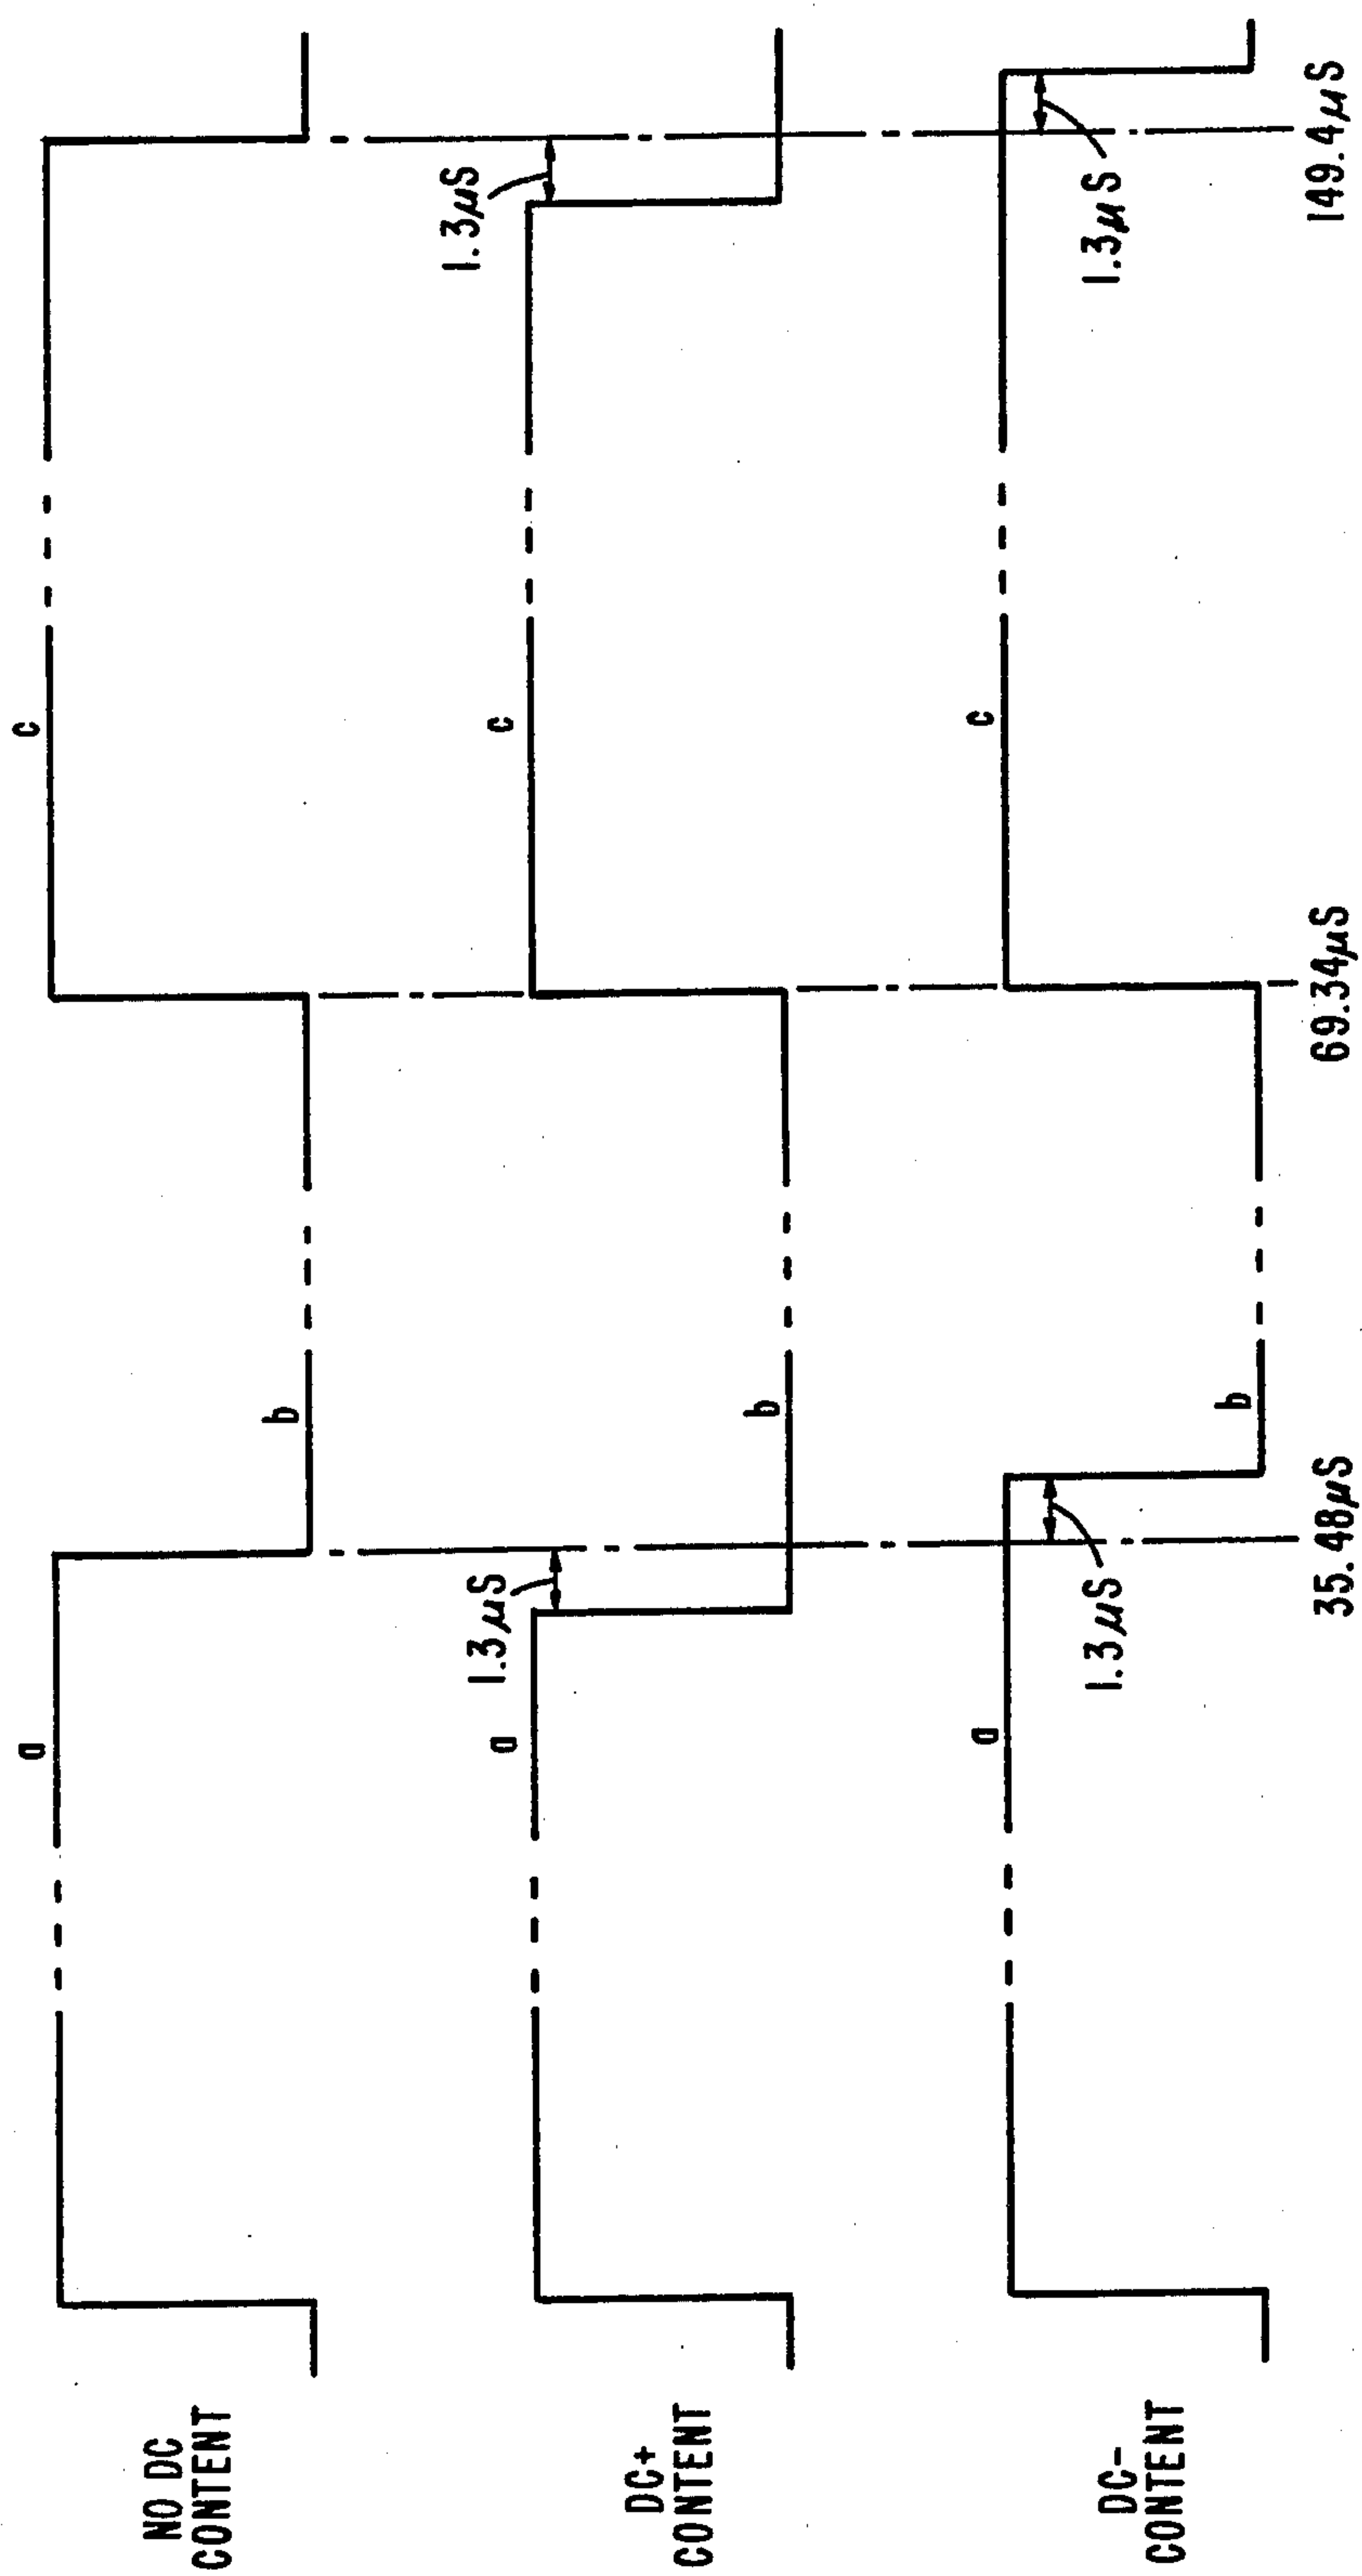 NO DC
CONTENT
a
b
c
DC+
CONTENT
a
1.3μS
b
c
1.3μS
DC-
CONTENT
a
1.3μS
b
c
1.3μS
35.48μS
69.34μS
149.4μS